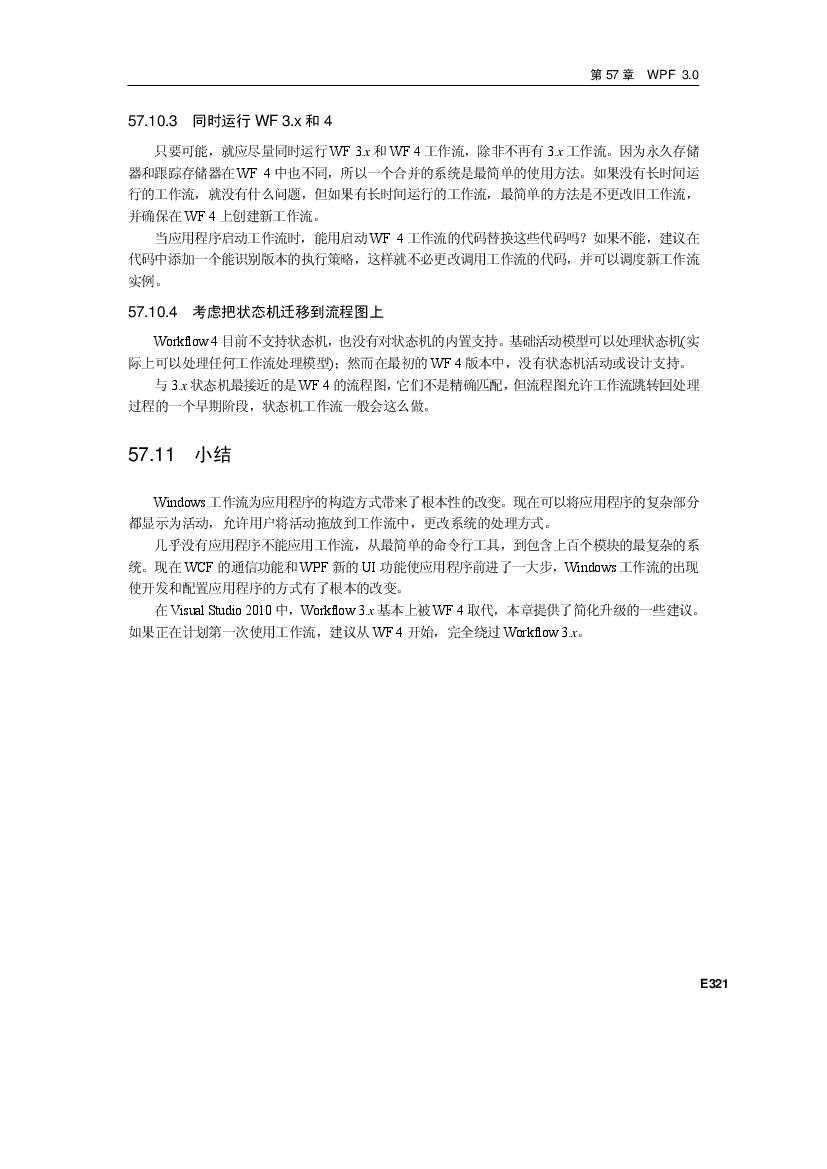 第 57 章 WPF 3.0
57.10.3 同时运行 WF 3.x 和 4
只要可能，就应尽量同时运行 WF 3.x 和 WF 4 工作流，除非不再有 3.x 工作流。因为永久存储
器和跟踪存储器在 WF 4 中也不同，所以一个合并的系统是最简单的使用方法。如果没有长时间运
行的工作流，就没有什么问题，但如果有长时间运行的工作流，最简单的方法是不更改旧工作流，
并确保在 WF 4 上创建新工作流。
当应用程序启动工作流时，能用启动 WF 4 工作流的代码替换这些代码吗？如果不能，建议在
代码中添加一个能识别版本的执行策略，这样就不必更改调用工作流的代码，并可以调度新工作流
实例。
57.10.4 考虑把状态机迁移到流程图上
Workflow 4 目前不支持状态机，也没有对状态机的内置支持。基础活动模型可以处理状态机(实
际上可以处理任何工作流处理模型)；然而在最初的 WF 4 版本中，没有状态机活动或设计支持。
与 3.x 状态机最接近的是 WF 4 的流程图，它们不是精确匹配，但流程图允许工作流跳转回处理
过程的一个早期阶段，状态机工作流一般会这么做。
57.11 小结
Windows 工作流为应用程序的构造方式带来了根本性的改变。现在可以将应用程序的复杂部分
都显示为活动，允许用户将活动拖放到工作流中，更改系统的处理方式。
几乎没有应用程序不能应用工作流，从最简单的命令行工具，到包含上百个模块的最复杂的系
统。现在 WCF 的通信功能和 WPF 新的 UI 功能使应用程序前进了一大步，Windows 工作流的出现
使开发和配置应用程序的方式有了根本的改变。
在 Visual Studio 2010 中，Workflow 3.x 基本上被 WF 4 取代，本章提供了简化升级的一些建议。
如果正在计划第一次使用工作流，建议从 WF 4 开始，完全绕过 Workflow 3.x。
E321